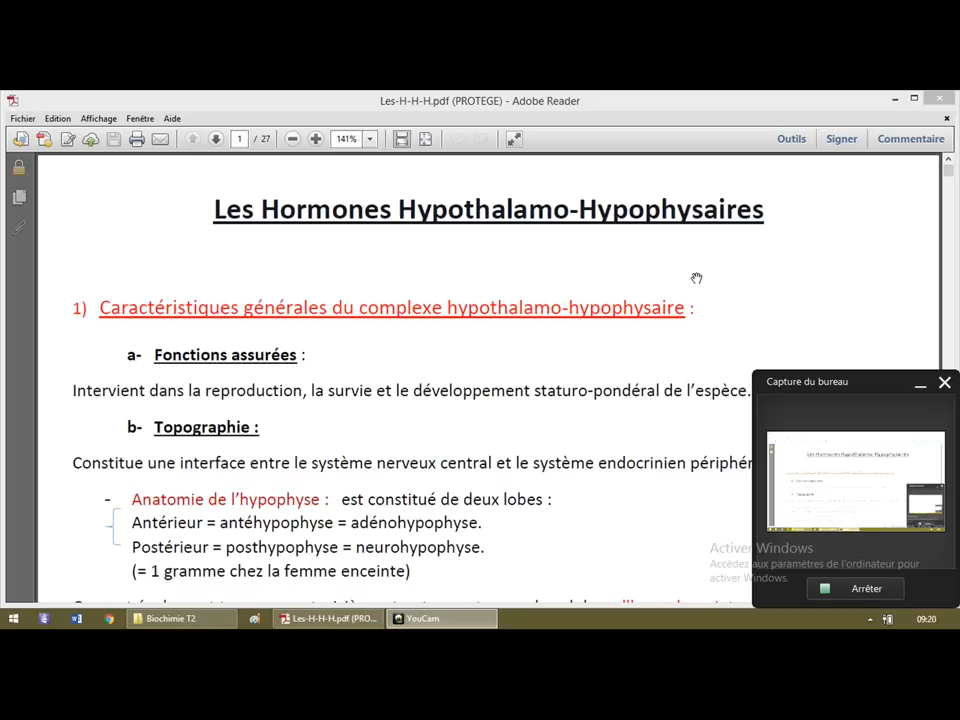 Les-H-H-H.pdf (PROTEGE) - Adobe Reader
Fichier Edition Affichage Fenêtre Aide
1 / 27 141% Outils Signer Commentaire
Les Hormones Hypothalamo-Hypophysaires
1) Caractéristiques générales du complexe hypothalamo-hypophysaire :
a- Fonctions assurées :
Intervient dans la reproduction, la survie et le développement staturo-pondéral de l'espèce.
b- Topographie :
Constitue une interface entre le système nerveux central et le système endocrinien
- Anatomie de l'hypophyse : est constitué de deux lobes :
Antérieur = antéhypophyse = adénohypophyse.
Postérieur = posthypophyse = neurohypophyse.
(= 1 gramme chez la femme enceinte)
Capture du bureau
Les Hormones Hypothalamo-Hypophysaires
Activer Windows
Accédez aux paramètres de l'ordinateur pour
activer Windows.
Arrêter
Biochimie T2 Les-H-H-H.pdf (PRO... YouCam 09:20